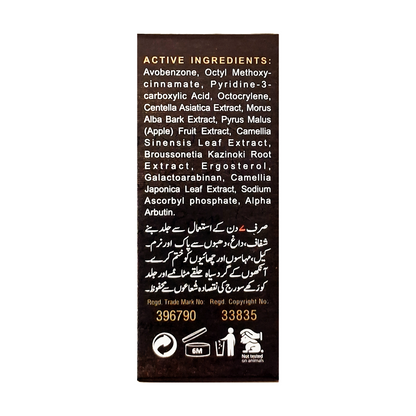 ACTIVE INGREDIENTS:
Avobenzone, Octyl Methoxy-
cinnamate, Pyridine-3-
carboxylic Acid, Octocrylene,
Centella Asiatica Extract, Morus
Alba Bark Extract, Pyrus Malus
(Apple) Fruit Extract, Camellia
Sinensis Leaf Extract,
Broussonetia Kazinoki Root
Extract, Ergosterol,
Galactoarabinan, Camellia
Japonica Leaf Extract, Sodium
Ascorbyl phosphate, Alpha
Arbutin.
صرف ے دن کے استعمال سے جلد بنے
شفاف، داغ، دھبوں سے پاک اور نرم۔
کیل، مہاسوں اور چھائیوں کو ختم کرے۔
آنکھوں کے گرد سیاہ حلقے مٹائے اور جلد
کو رکھے سورج کی نقصان دہ شعاعوں سے محفوظ۔
Regd. Trade Mark No: Regd. Copyright No:
396790 33835
6M
Not tested
on animals